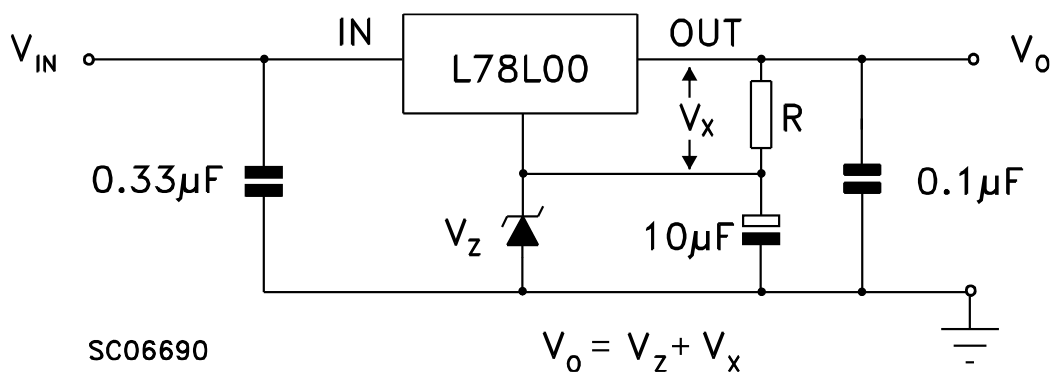 V_IN
IN
L78L00
OUT
V_O
V_X
R
0.33µF
0.1µF
V_Z
10µF
SC06690
V_O = V_Z + V_X